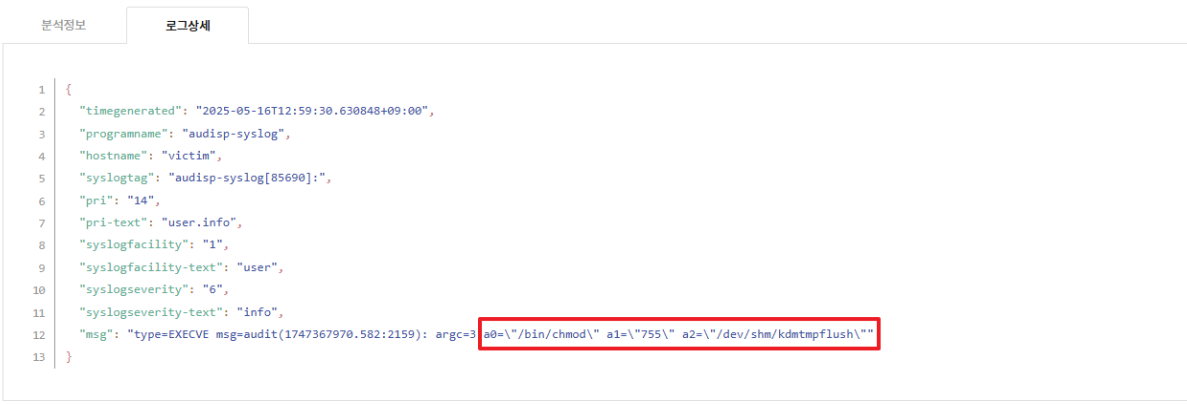 분석정보 로그상세
1 {
2 "timegenerated": "2025-05-16T12:59:30.630848+09:00",
3 "programname": "audisp-syslog",
4 "hostname": "victim",
5 "syslogtag": "audisp-syslog[85690]:",
6 "pri": "14",
7 "pri-text": "user.info",
8 "syslogfacility": "1",
9 "syslogfacility-text": "user",
10 "syslogseverity": "6",
11 "syslogseverity-text": "info",
12 "msg": "type=EXECVE msg=audit(1747367970.582:2159): argc=3 a0=\"/bin/chmod\" a1=\"755\" a2=\"/dev/shm/kdmtmpflush\""
13 }